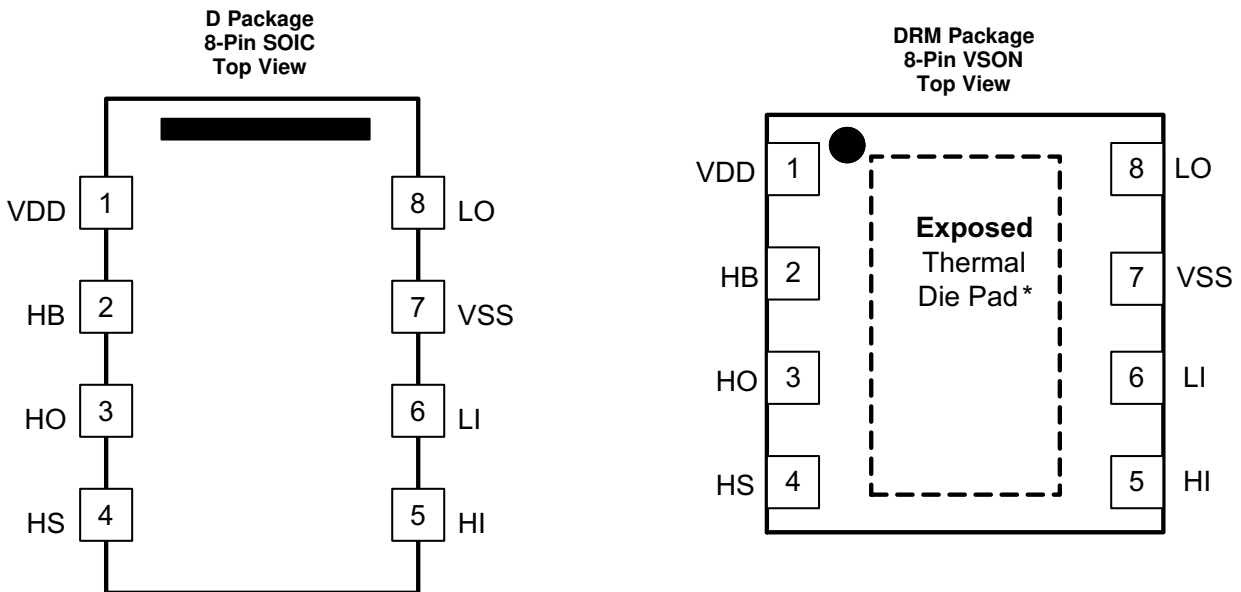 D Package
8-Pin SOIC
Top View
VDD 1
8 LO
HB 2
7 VSS
HO 3
6 LI
HS 4
5 HI
DRM Package
8-Pin VSON
Top View
VDD 1
8 LO
HB 2
7 VSS
HO 3
6 LI
HS 4
5 HI
Exposed
Thermal
Die Pad *